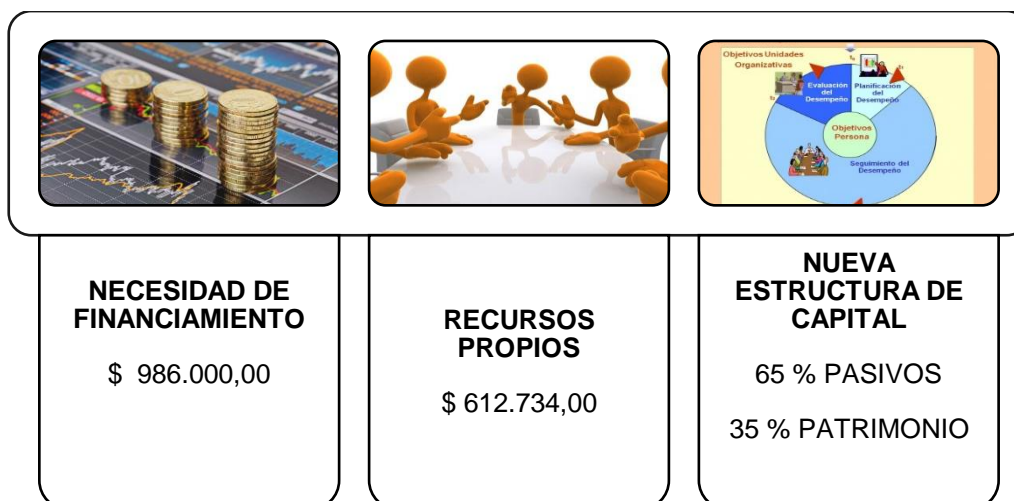 Objetivos Unidades
Organizativas
Evaluación
del
Desempeño
Planificación
del
Desempeño
Objetivos
Persona
Seguimiento del
Desempeño
NECESIDAD DE
FINANCIAMIENTO
$ 986.000,00
RECURSOS
PROPIOS
$ 612.734,00
NUEVA
ESTRUCTURA DE
CAPITAL
65 % PASIVOS
35 % PATRIMONIO